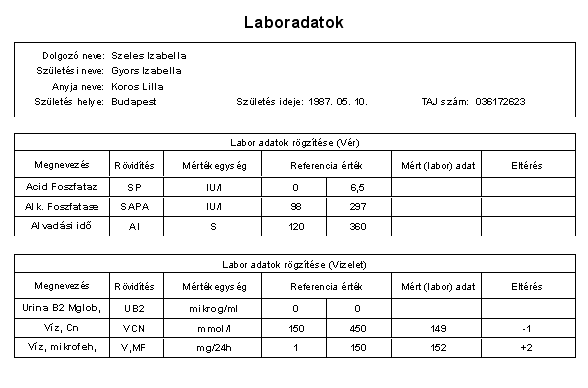 Laboradatok
Dolgozó neve: Szeles Izabella
Születési neve: Gyors Izabella
Anyja neve: Koros Lilla
Születés helye: Budapest Születés ideje: 1987. 05. 10. TAJ szám: 036172623
Labor adatok rögzítése (Vér)
Megnevezés Rövidítés Mértékegység Referencia érték Mért (labor) adat Eltérés
Acid Foszfataz SP IU/l 0 6,5
Alk. Foszfatase SAPA IU/l 98 297
Alvadási idő AI S 120 360
Labor adatok rögzítése (Vizelet)
Megnevezés Rövidítés Mértékegység Referencia érték Mért (labor) adat Eltérés
Urina B2 Mglob, UB2 mikrog/ml 0 0
Víz, Cn VCN mmol/l 150 450 149 -1
Víz, mikrofeh, V,MF mg/24h 1 150 152 +2